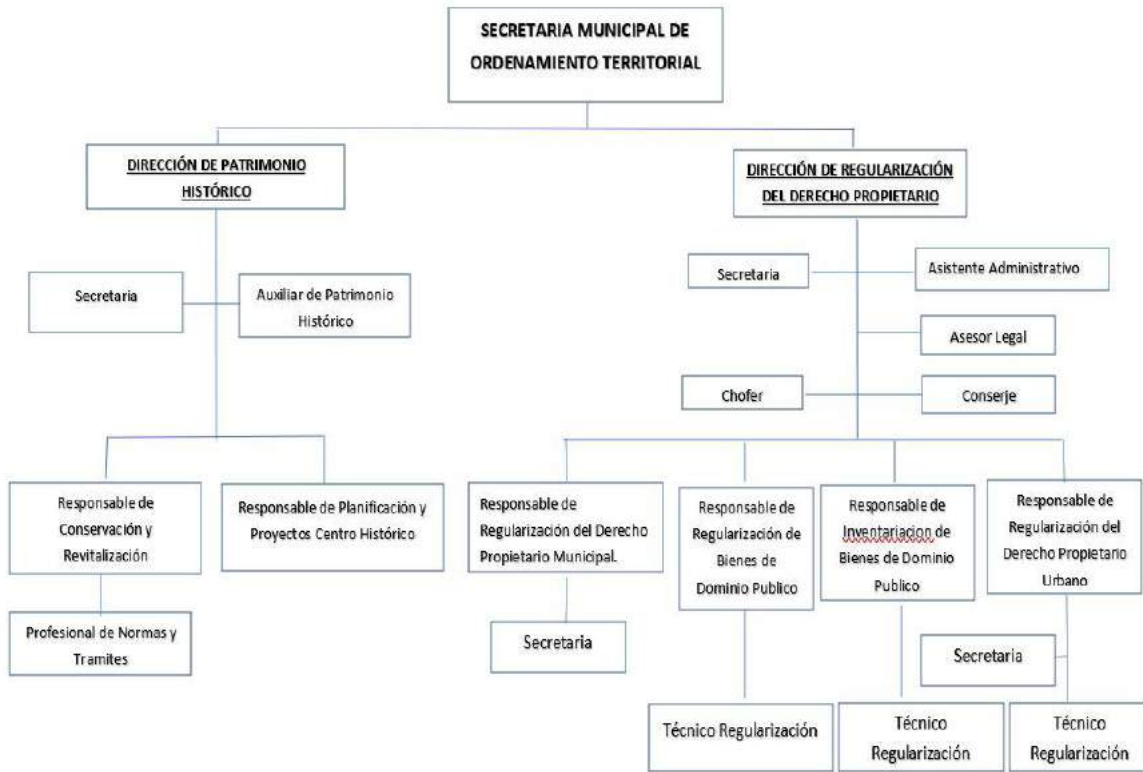 SECRETARIA MUNICIPAL DE
ORDENAMIENTO TERRITORIAL
DIRECCIÓN DE PATRIMONIO
HISTÓRICO
DIRECCIÓN DE REGULARIZACIÓN
DEL DERECHO PROPIETARIO
Secretaria
Auxiliar de Patrimonio
Histórico
Secretaria
Asistente Administrativo
Asesor Legal
Chofer
Conserje
Responsable de
Conservación y
Revitalización
Responsable de Planificación y
Proyectos Centro Histórico
Responsable de
Regularización del Derecho
Propietario Municipal.
Responsable de
Regularización de
Bienes de
Dominio Publico
Responsable de
Inventariacion de
Bienes de Dominio
Publico
Responsable de
Regularización del
Derecho Propietario
Urbano
Profesional de Normas y
Tramites
Secretaria
Secretaria
Técnico Regularización
Técnico
Regularización
Técnico
Regularización